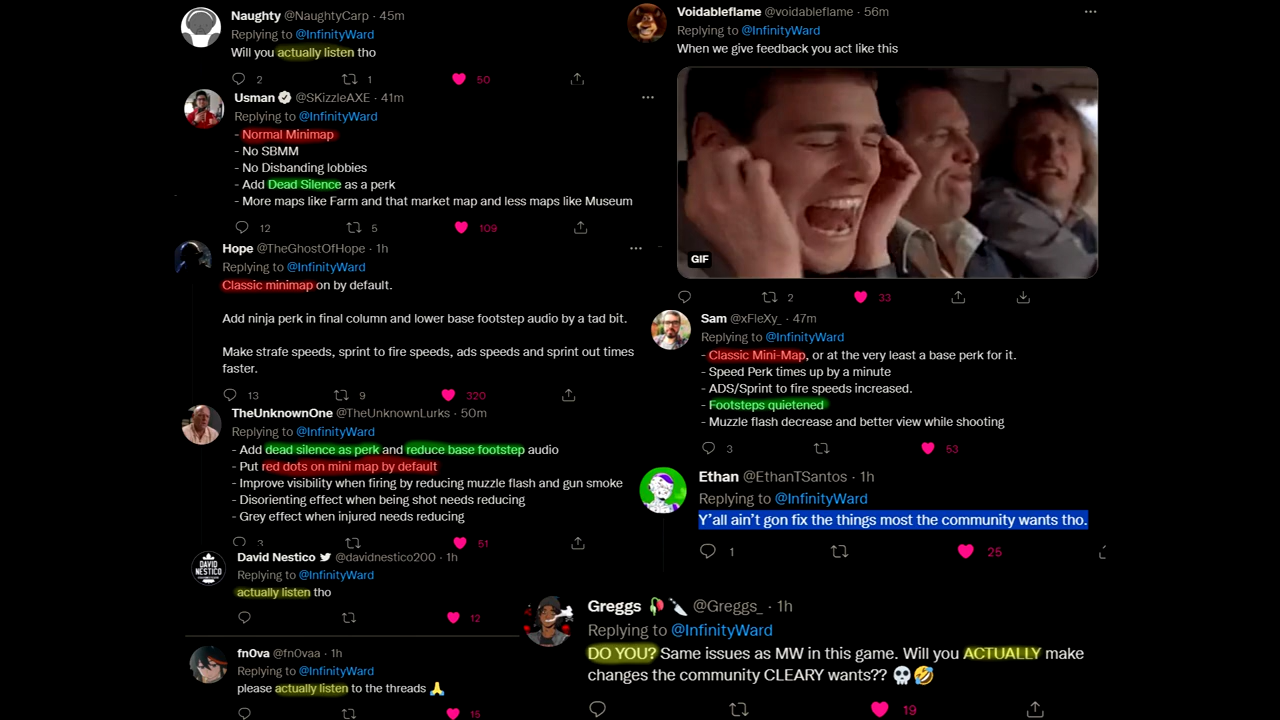 Naughty @NaughtyCarp · 45m
Replying to @InfinityWard
Will you actually listen tho
2 1 50
Usman @SKizzleAXE · 41m
Replying to @InfinityWard
- Normal Minimap
- No SBMM
- No Disbanding lobbies
- Add Dead Silence as a perk
- More maps like Farm and that market map and less maps like Museum
12 5 109
Hope @TheGhostOfHope · 1h
Replying to @InfinityWard
Classic minimap on by default.
Add ninja perk in final column and lower base footstep audio by a tad bit.
Make strafe speeds, sprint to fire speeds, ads speeds and sprint out times
faster.
13 9 320
TheUnknownOne @TheUnknownLurks · 50m
Replying to @InfinityWard
- Add dead silence as perk and reduce base footstep audio
- Put red dots on mini map by default
- Improve visibility when firing by reducing muzzle flash and gun smoke
- Disorienting effect when being shot needs reducing
- Grey effect when injured needs reducing
3 51
DAVID
NESTICO
David Nestico @davidnestico200 · 1h
Replying to @InfinityWard
actually listen tho
12
fn0va @fn0vaa · 1h
Replying to @InfinityWard
please actually listen to the threads 🙏
15
Voidableflame @voidableflame · 56m
Replying to @InfinityWard
When we give feedback you act like this
GIF
2 33
Sam @xFleXy_ · 47m
Replying to @InfinityWard
- Classic Mini-Map, or at the very least a base perk for it.
- Speed Perk times up by a minute
- ADS/Sprint to fire speeds increased.
- Footsteps quietened
- Muzzle flash decrease and better view while shooting
3 53
Ethan @EthanTSantos · 1h
Replying to @InfinityWard
Y'all ain't gon fix the things most the community wants tho.
1 25
Greggs 🥀🔪 @Greggs_ · 1h
Replying to @InfinityWard
DO YOU? Same issues as MW in this game. Will you ACTUALLY make
changes the community CLEARY wants?? 💀🤣
19